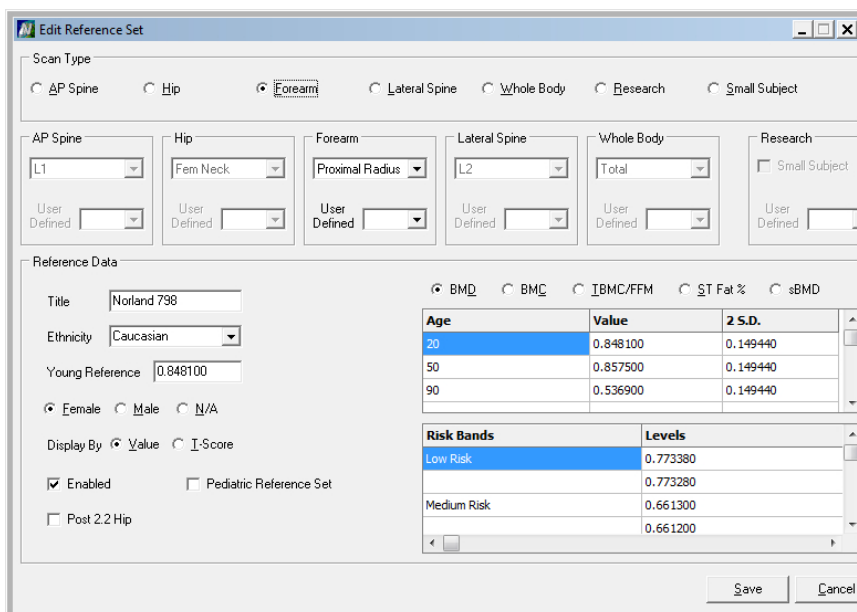 Edit Reference Set
Scan Type
AP Spine Hip Forearm Lateral Spine Whole Body Research Small Subject
AP Spine Hip Forearm Lateral Spine Whole Body Research
L1 Fem Neck Proximal Radius L2 Total Small Subject
User Defined User Defined User Defined User Defined User Defined User Defined
Reference Data
BMD BMC TBMC/FFM ST Fat % sBMD
Title Norland 798
Ethnicity Caucasian
Young Reference 0.848100
Female Male N/A
Display By Value T-Score
Enabled Pediatric Reference Set
Post 2.2 Hip
Age Value 2 S.D.
20 0.848100 0.149440
50 0.857500 0.149440
90 0.536900 0.149440
Risk Bands Levels
Low Risk 0.773380
0.773280
Medium Risk 0.661300
0.661200
Save Cancel